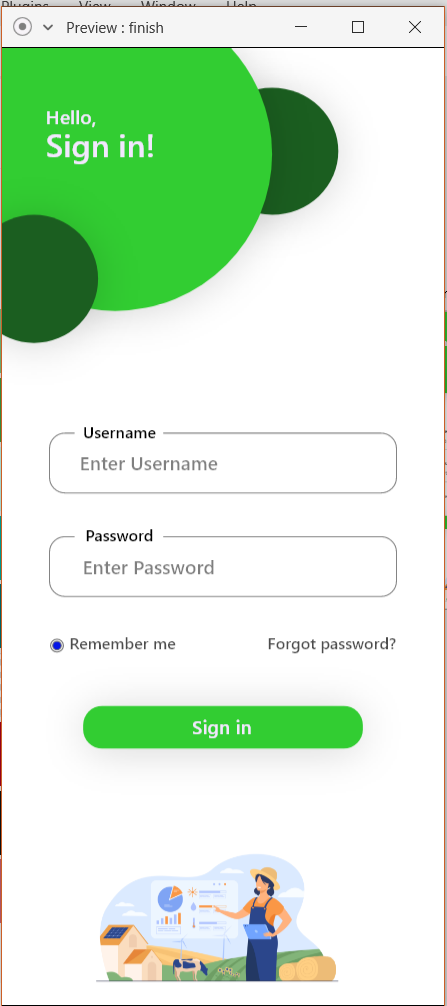 Plugins View Window Help
Preview : finish
Hello,
Sign in!
Username
Enter Username
Password
Enter Password
Remember me Forgot password?
Sign in